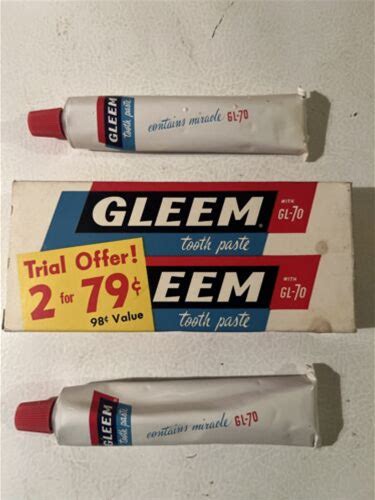 GLEEM
tooth paste
contains miracle GL-70
GLEEM
WITH
GL-70
tooth paste
Trial Offer!
2 for 79¢
98¢ Value
EEM
WITH
GL-70
tooth paste
GLEEM
tooth paste
contains miracle GL-70